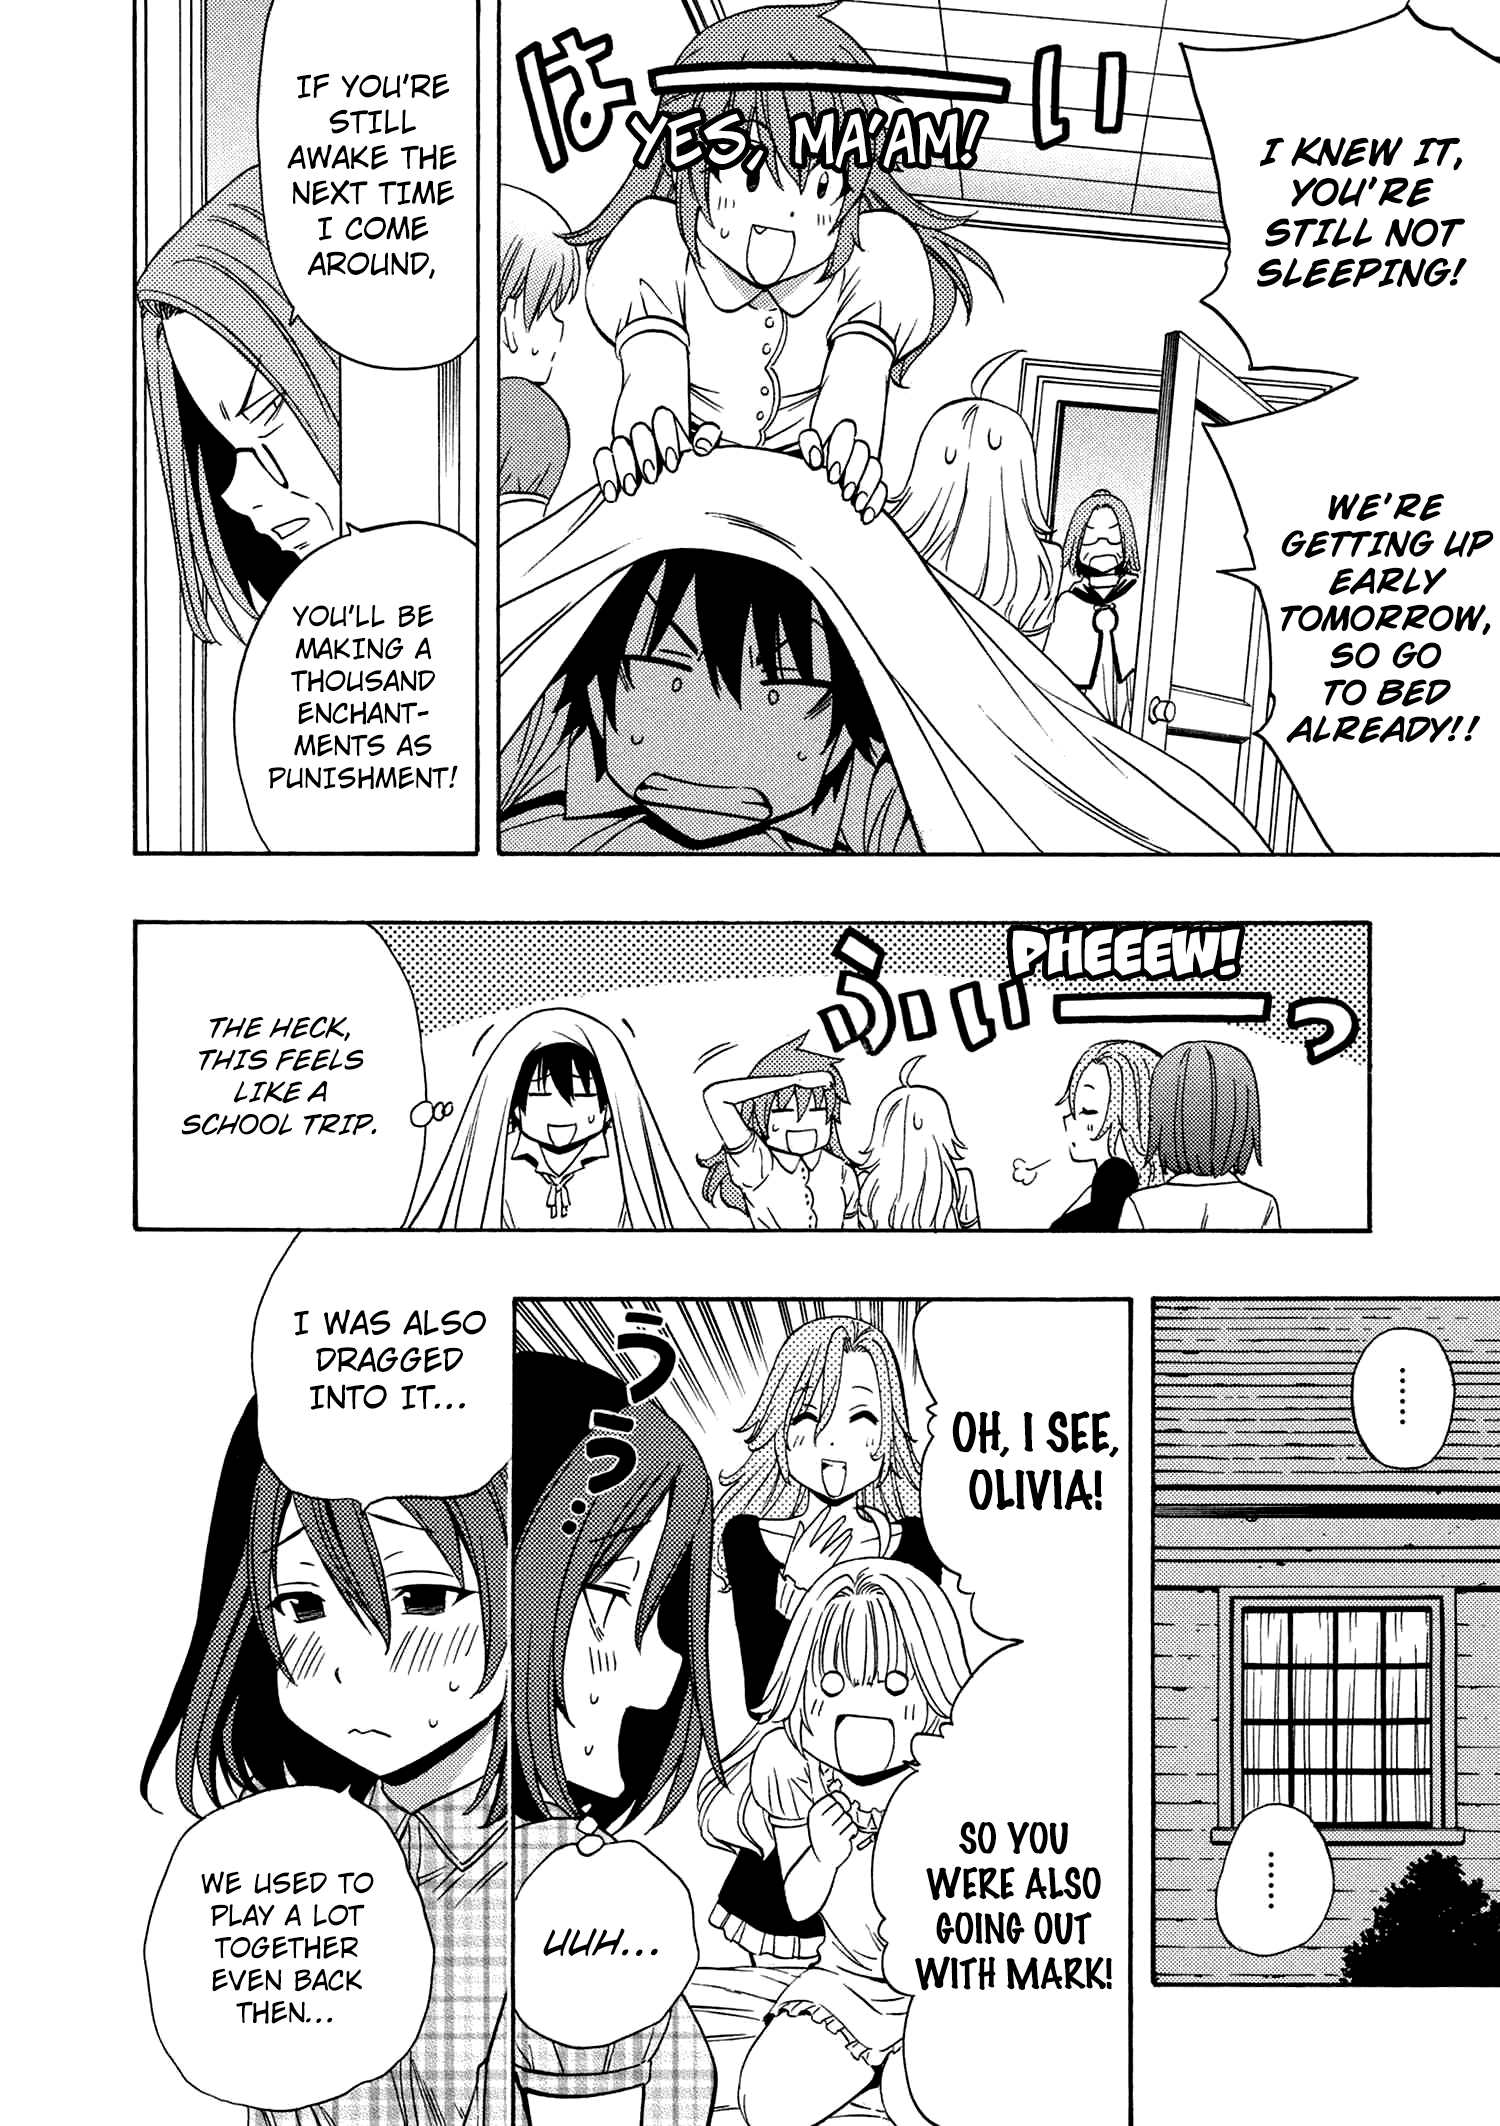 I KNEW IT,
YOU'RE
STILL NOT
SLEEPING!
WE'RE
GETTING UP
EARLY
TOMORROW,
SO GO
TO BED
ALREADY!!
はーい
YES, MA'AM!
IF YOU'RE
STILL
AWAKE THE
NEXT TIME
I COME
AROUND,
YOU'LL BE
MAKING A
THOUSAND
ENCHANT-
MENTS AS
PUNISHMENT!
PHEEEW!
ふいーっ
THE HECK,
THIS FEELS
LIKE A
SCHOOL TRIP.
……
……
OH, I SEE,
OLIVIA!
SO YOU
WERE ALSO
GOING OUT
WITH MARK!
うう…
UUH...
I WAS ALSO
DRAGGED
INTO IT...
WE USED TO
PLAY A LOT
TOGETHER
EVEN BACK
THEN...